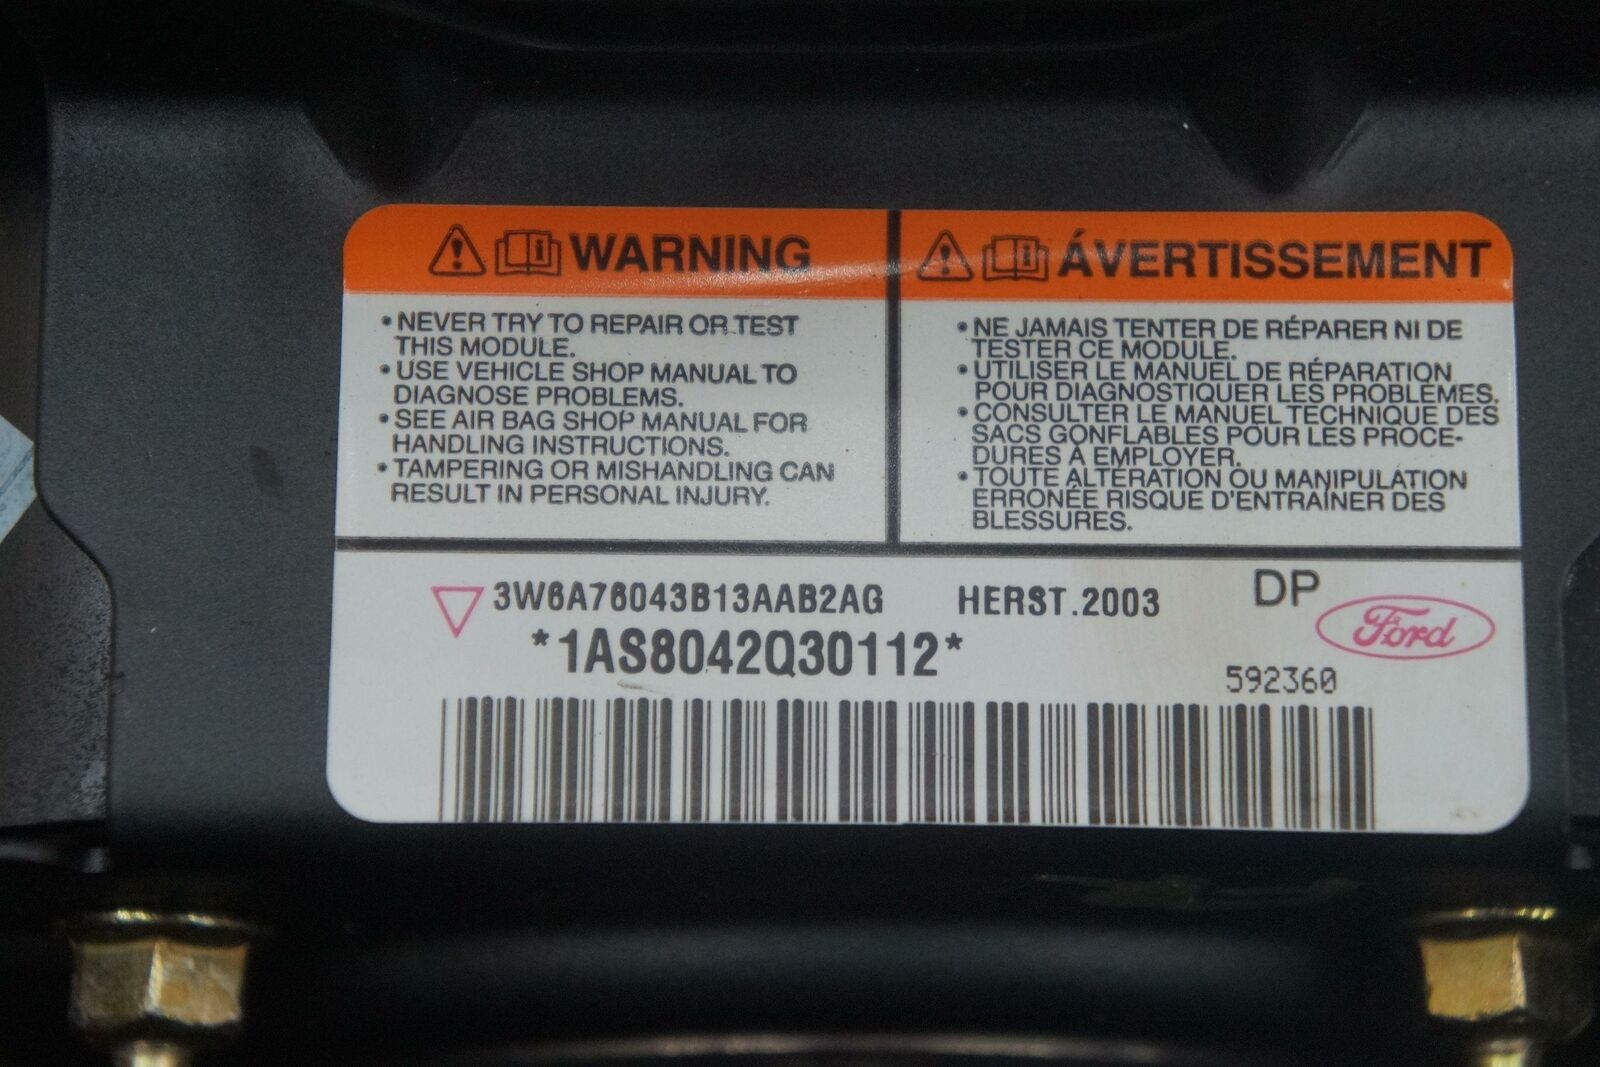 WARNING
• NEVER TRY TO REPAIR OR TEST
THIS MODULE.
• USE VEHICLE SHOP MANUAL TO
DIAGNOSE PROBLEMS.
• SEE AIR BAG SHOP MANUAL FOR
HANDLING INSTRUCTIONS.
• TAMPERING OR MISHANDLING CAN
RESULT IN PERSONAL INJURY.
ÁVERTISSEMENT
• NE JAMAIS TENTER DE RÉPARER NI DE
TESTER CE MODULE.
• UTILISER LE MANUEL DE RÉPARATION
POUR DIAGNOSTIQUER LES PROBLÈMES.
• CONSULTER LE MANUEL TECHNIQUE DES
SACS GONFLABLES POUR LES PROCE-
DURES A EMPLOYER.
• TOUTE ALTERATION OU MANIPULATION
ERRONÉE RISQUE D'ENTRAÎNER DES
BLESSURES.
3W6A76043B13AAB2AG HERST.2003 DP
*1AS8042Q30112* Ford
592360